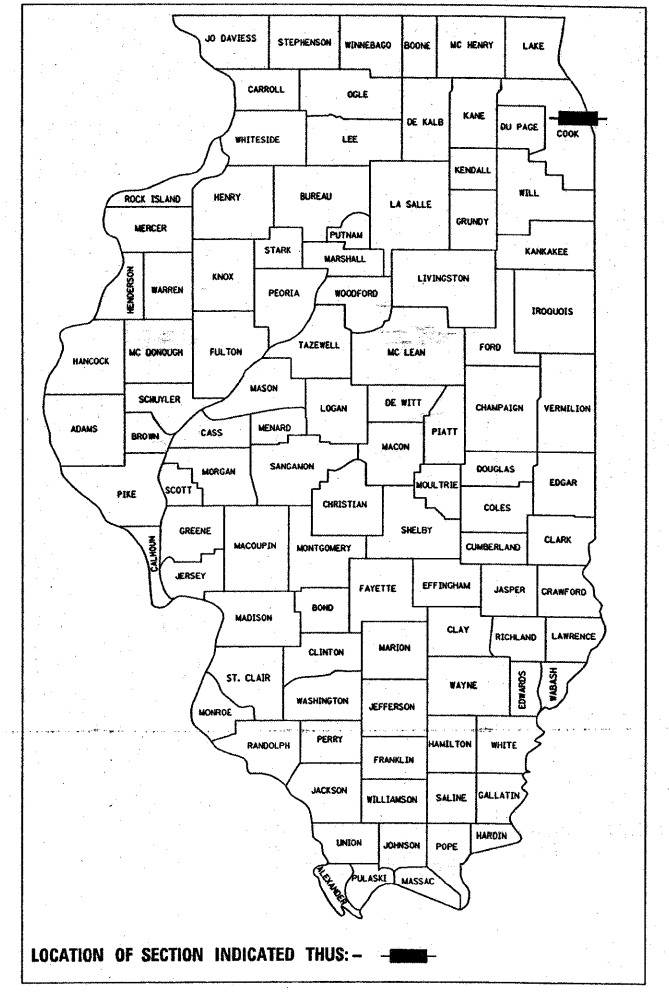 JO DAVIESS STEPHENSON WINNEBAGO BOONE MC HENRY LAKE
CARROLL OGLE
DE KALB KANE DU PAGE COOK
WHITESIDE LEE
KENDALL
WILL
ROCK ISLAND HENRY BUREAU LA SALLE
GRUNDY
MERCER
PUTNAM
STARK MARSHALL KANKAKEE
HENDERSON WARREN KNOX PEORIA WOODFORD LIVINGSTON
IROQUOIS
TAZEWELL
HANCOCK MC DONOUGH FULTON MC LEAN FORD
MASON
SCHUYLER LOGAN DE WITT CHAMPAIGN VERMILION
ADAMS BROWN CASS MENARD MACON PIATT
MORGAN SANGANON DOUGLAS
PIKE SCOTT MOULTRIE EDGAR
CHRISTIAN COLES
GREENE SHELBY
CALHOUN MACOUPIN MONTGOMERY CUMBERLAND CLARK
JERSEY
FAYETTE EFFINGHAM JASPER CRAWFORD
MADISON BOND
CLAY RICHLAND LAWRENCE
CLINTON MARION
ST. CLAIR WAYNE EDWARDS WABASH
WASHINGTON JEFFERSON
MONROE
RANDOLPH PERRY HAMILTON WHITE
FRANKLIN
JACKSON WILLIAMSON SALINE GALLATIN
UNION JOHNSON POPE HARDIN
ALEXANDER PULASKI MASSAC
LOCATION OF SECTION INDICATED THUS:-